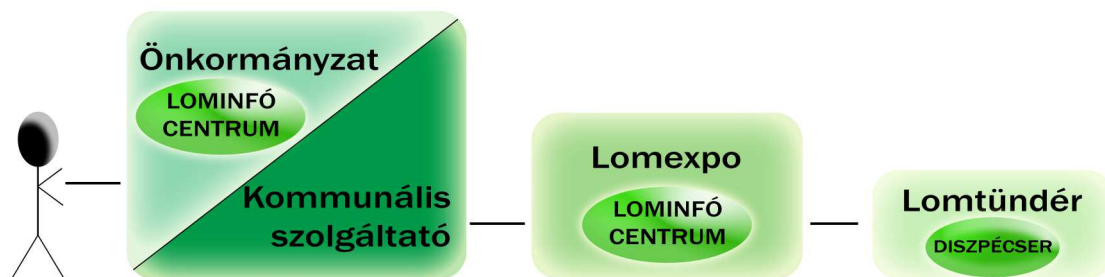 Önkormányzat
LOMINFÓ
CENTRUM
Kommunális
szolgáltató
Lomexpo
LOMINFÓ
CENTRUM
Lomtündér
DISZPÉCSER